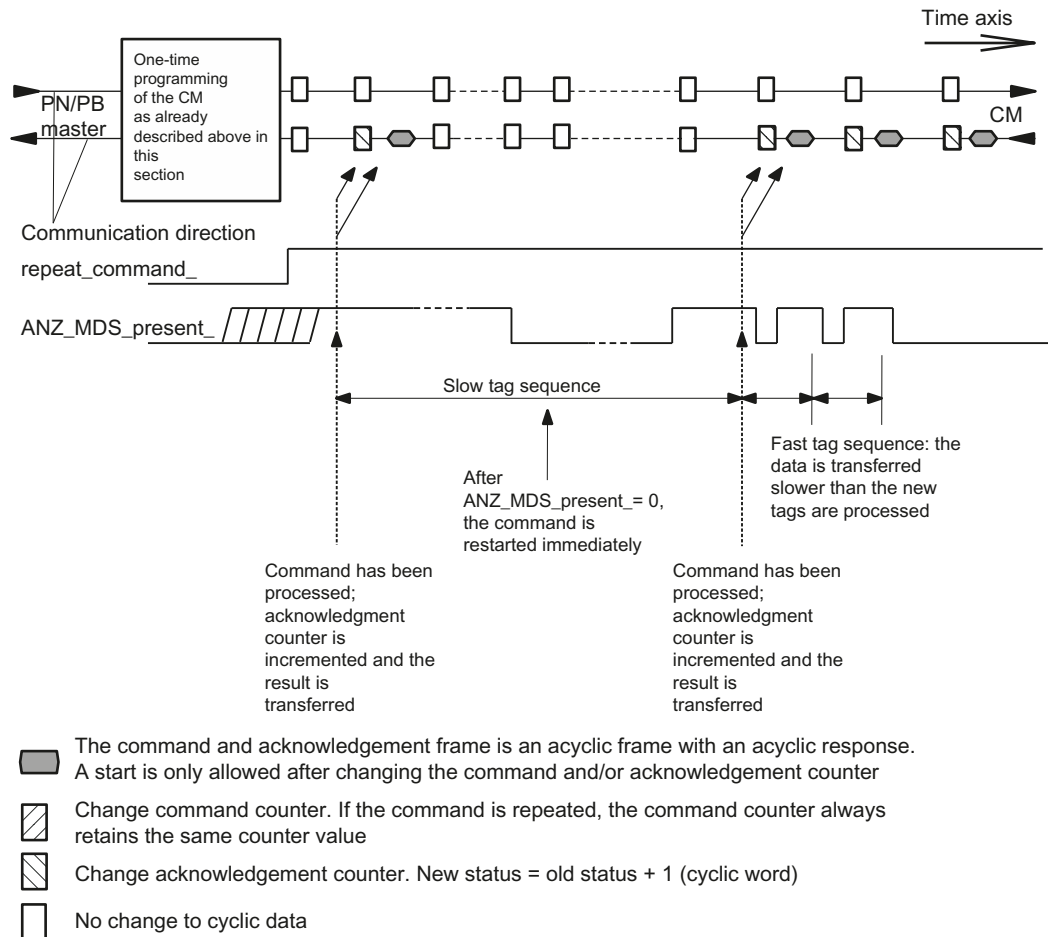 Time axis
One-time
programming
of the CM
as already
described above in
this
section
PN/PB
master
CM
Communication direction
repeat_command_
ANZ_MDS_present_
Slow tag sequence
After
ANZ_MDS_present_= 0,
the command is
restarted immediately
Fast tag sequence: the
data is transferred
slower than the new
tags are processed
Command has been
processed;
acknowledgment
counter is
incremented and the
result is
transferred
Command has been
processed;
acknowledgment
counter is
incremented and the
result is
transferred
The command and acknowledgement frame is an acyclic frame with an acyclic response.
A start is only allowed after changing the command and/or acknowledgement counter
Change command counter. If the command is repeated, the command counter always
retains the same counter value
Change acknowledgement counter. New status = old status + 1 (cyclic word)
No change to cyclic data